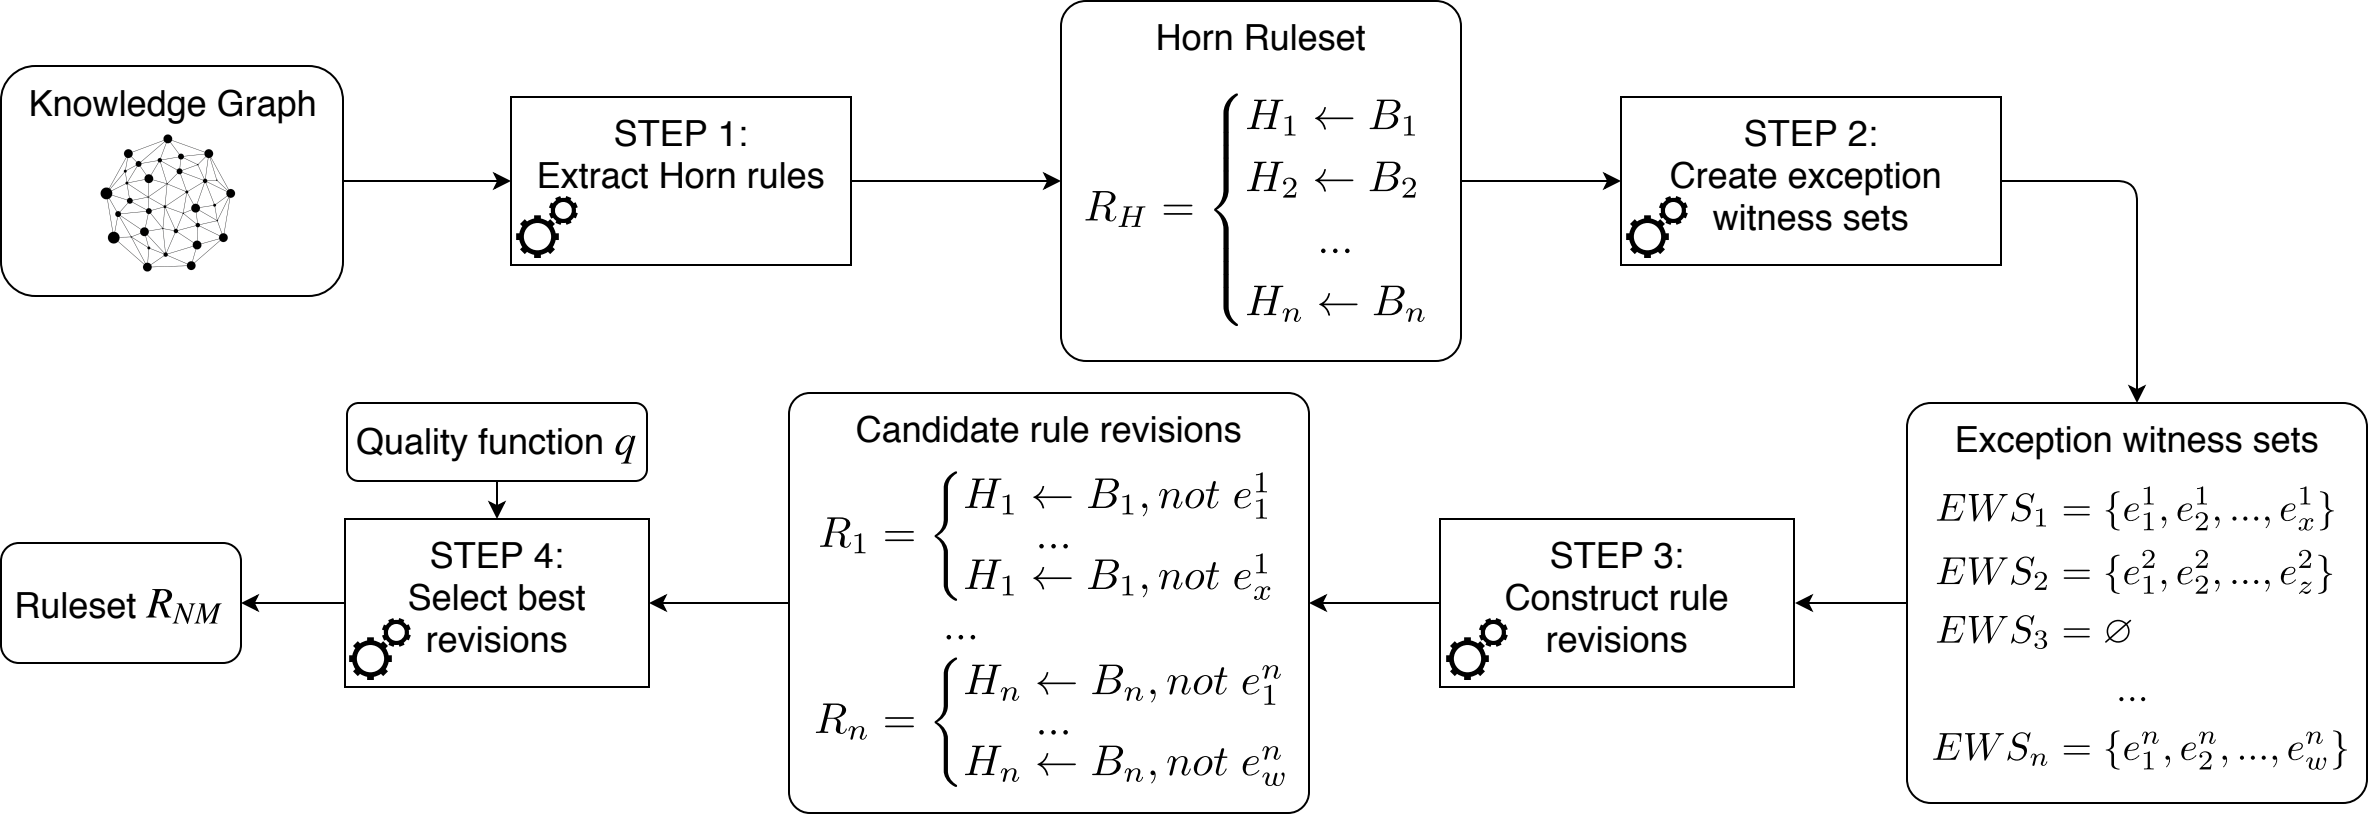 Knowledge Graph
STEP 1:
Extract Horn rules
Horn Ruleset
R_H = {
H_1 ← B_1
H_2 ← B_2
...
H_n ← B_n
STEP 2:
Create exception
witness sets
Exception witness sets
EWS_1 = {e_1^1, e_2^1, ..., e_x^1}
EWS_2 = {e_1^2, e_2^2, ..., e_z^2}
EWS_3 = ∅
...
EWS_n = {e_1^n, e_2^n, ..., e_w^n}
STEP 3:
Construct rule
revisions
Candidate rule revisions
R_1 = {
H_1 ← B_1, not e_1^1
...
H_1 ← B_1, not e_x^1
...
R_n = {
H_n ← B_n, not e_1^n
...
H_n ← B_n, not e_w^n
Quality function q
STEP 4:
Select best
revisions
Ruleset R_NM